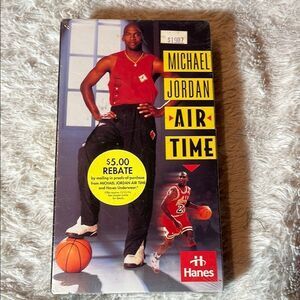 MICHAEL
JORDAN
AIR
TIME
$5.00
REBATE
by mailing in proofs-of-purchase
from MICHAEL JORDAN AIR TIME
and Hanes Underwear*
H
Hanes